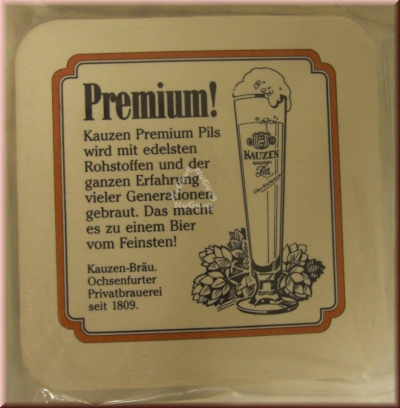 Premium!
Kauzen Premium Pils
wird mit edelsten
Rohstoffen und der
ganzen Erfahrung
vieler Generationen
gebraut. Das macht
es zu einem Bier
vom Feinsten!
Kauzen-Bräu.
Ochsenfurter
Privatbrauerei
seit 1809.
KAUZEN
Pils